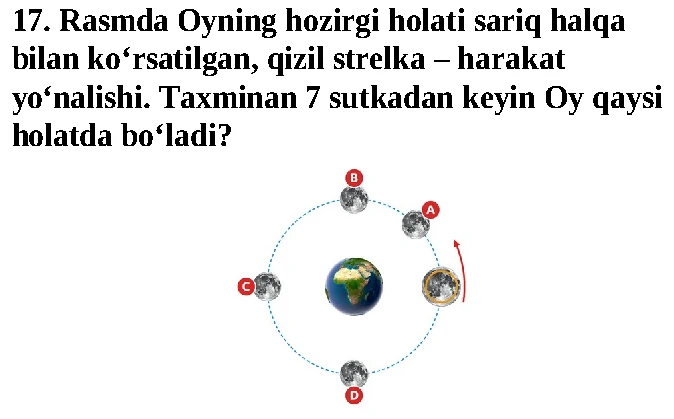 17. Rasmda Oyning hozirgi holati sariq halqa
bilan ko‘rsatilgan, qizil strelka – harakat
yo‘nalishi. Taxminan 7 sutkadan keyin Oy qaysi
holatda bo‘ladi?
B
A
C
D